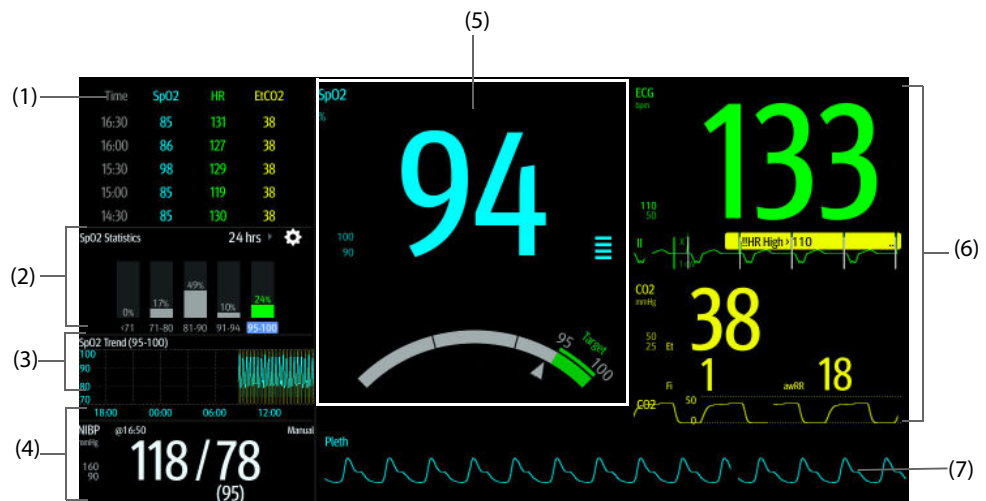 (5)
(1)
Time SpO2 HR EtCO2
16:30 85 131 38
16:00 86 127 38
15:30 98 129 38
15:00 85 119 38
14:30 85 130 38
(2)
SpO2 Statistics 24 hrs
0% 17% 49% 10% 24%
<71 71-80 81-90 91-94 95-100
(3)
SpO2 Trend (95-100)
100
90
80
70
18:00 00:00 06:00 12:00
(4)
NIBP @16:50 Manual
mmHg
160
90
118/78
(95)
SpO2
%
94
100
90
95 Target 100
ECG
bpm
133
110
50
II X1
!!HR High > 110 ...
(6)
CO2
mmHg
38
50
25 Et
Fi 1 awRR 18
CO2 50
0
Pleth
(7)